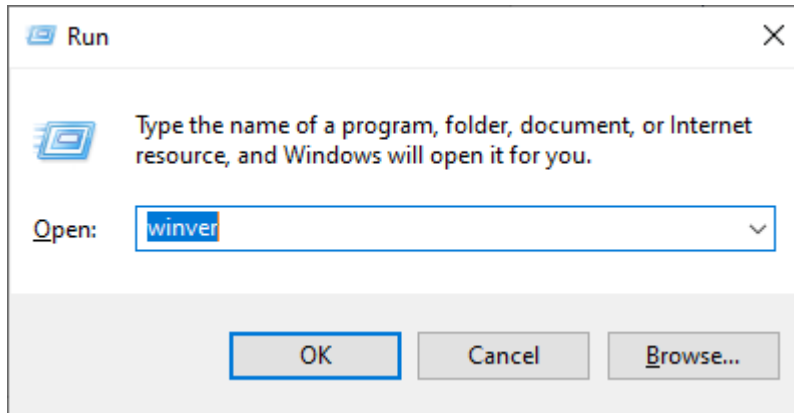 Run
Type the name of a program, folder, document, or Internet
resource, and Windows will open it for you.
Open: winver
OK Cancel Browse...